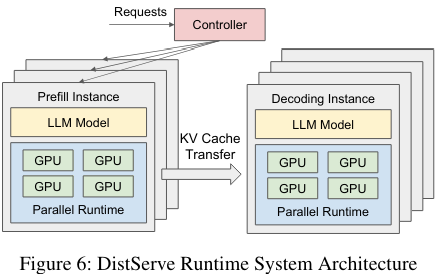 Requests
Controller
Prefill Instance
LLM Model
GPU GPU
GPU GPU
Parallel Runtime
KV Cache
Transfer
Decoding Instance
LLM Model
GPU GPU
GPU GPU
Parallel Runtime
Figure 6: DistServe Runtime System Architecture